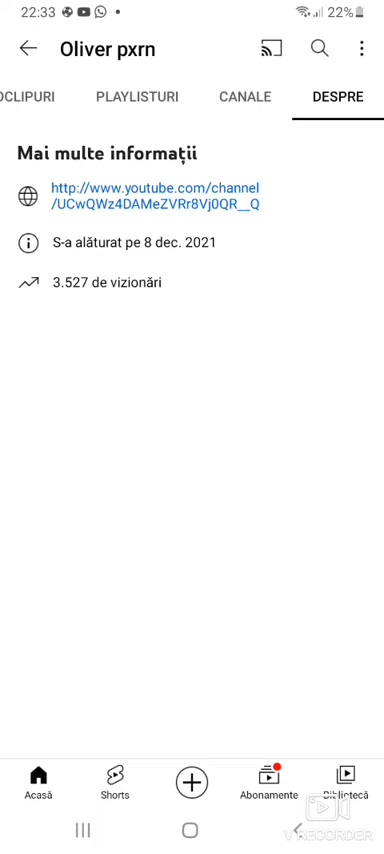 22:33
22%
Oliver pxrn
OCLIPURI PLAYLISTURI CANALE DESPRE
Mai multe informații
http://www.youtube.com/channel
/UCwQWz4DAMeZVRr8Vj0QR__Q
S-a alăturat pe 8 dec. 2021
3.527 de vizionări
Acasă Shorts Abonamente Bibliotecă
VRECORDER